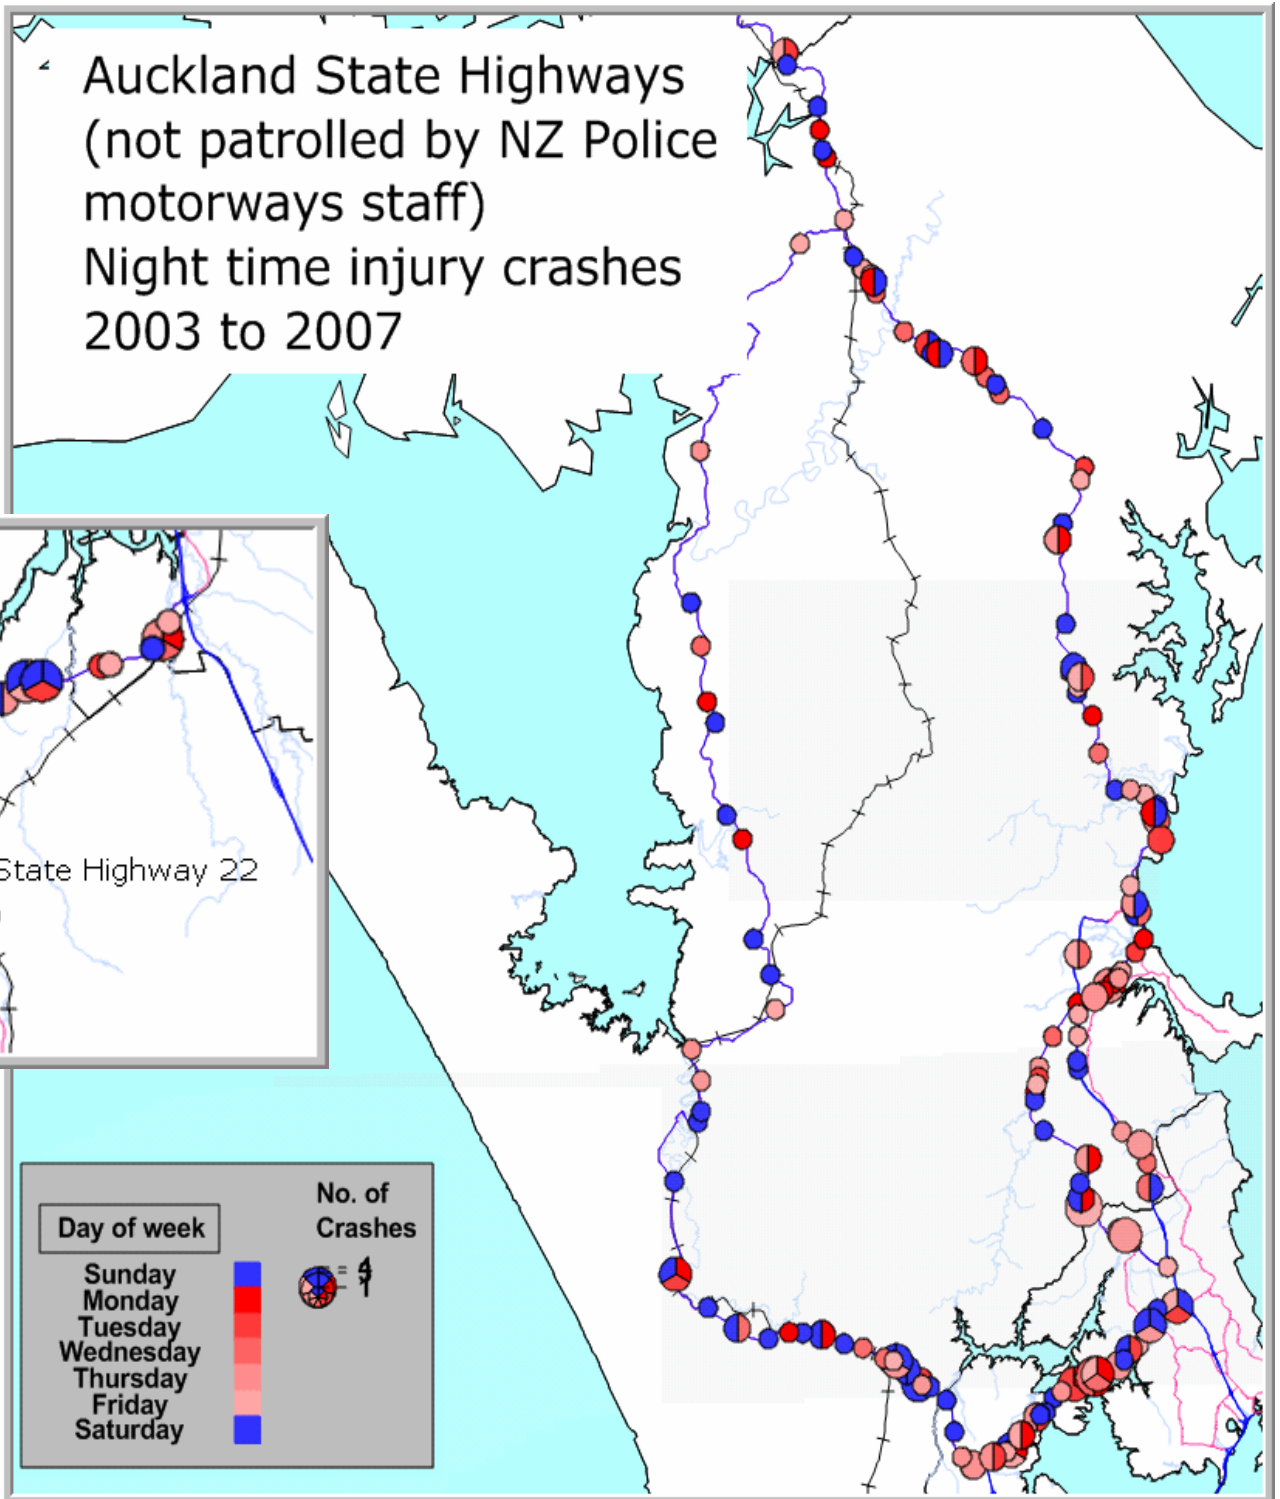 Auckland State Highways
(not patrolled by NZ Police
motorways staff)
Night time injury crashes
2003 to 2007
State Highway 22
No. of
Crashes
Day of week
Sunday
Monday
Tuesday
Wednesday
Thursday
Friday
Saturday
= 4
1